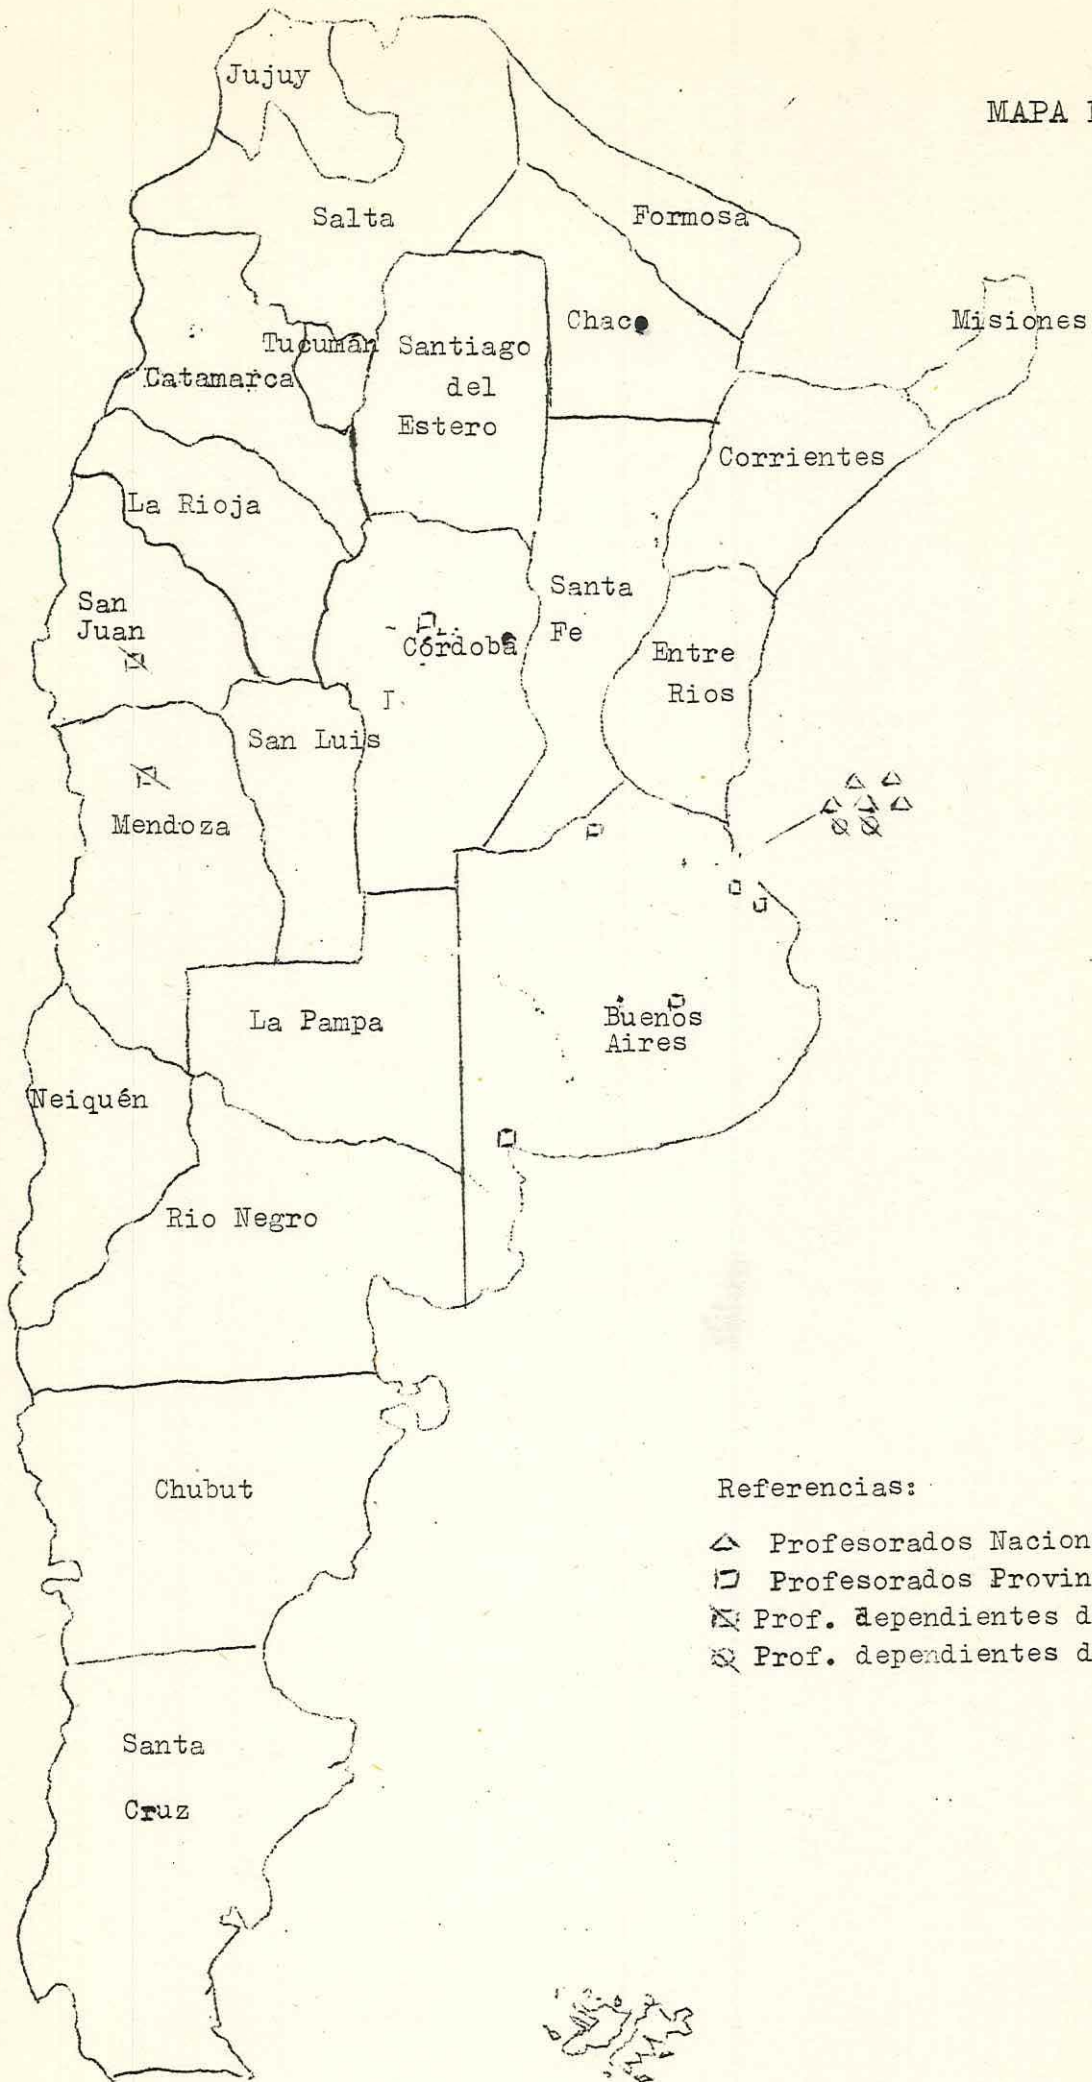 MAPA
Jujuy
Salta
Formosa
Chaco
Misiones
Tucumán
Santiago
del
Estero
Catamarca
Corrientes
La Rioja
Santa
Fe
San
Juan
Córdoba
Entre
Rios
San Luis
Mendoza
La Pampa
Buenos
Aires
Neiquén
Rio Negro
Chubut
Santa
Cruz
Referencias:
Profesorados Nacion
Profesorados Provin
Prof. dependientes d
Prof. dependientes d